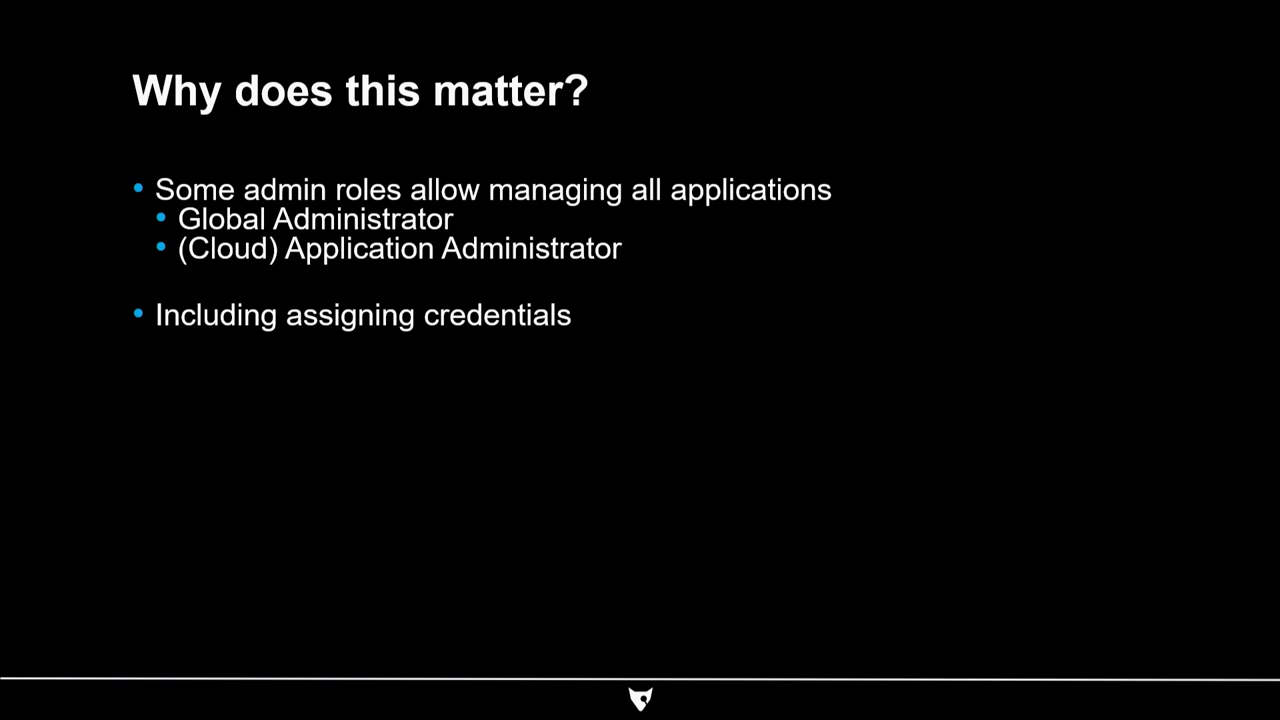 Why does this matter?
• Some admin roles allow managing all applications
• Global Administrator
• (Cloud) Application Administrator
• Including assigning credentials